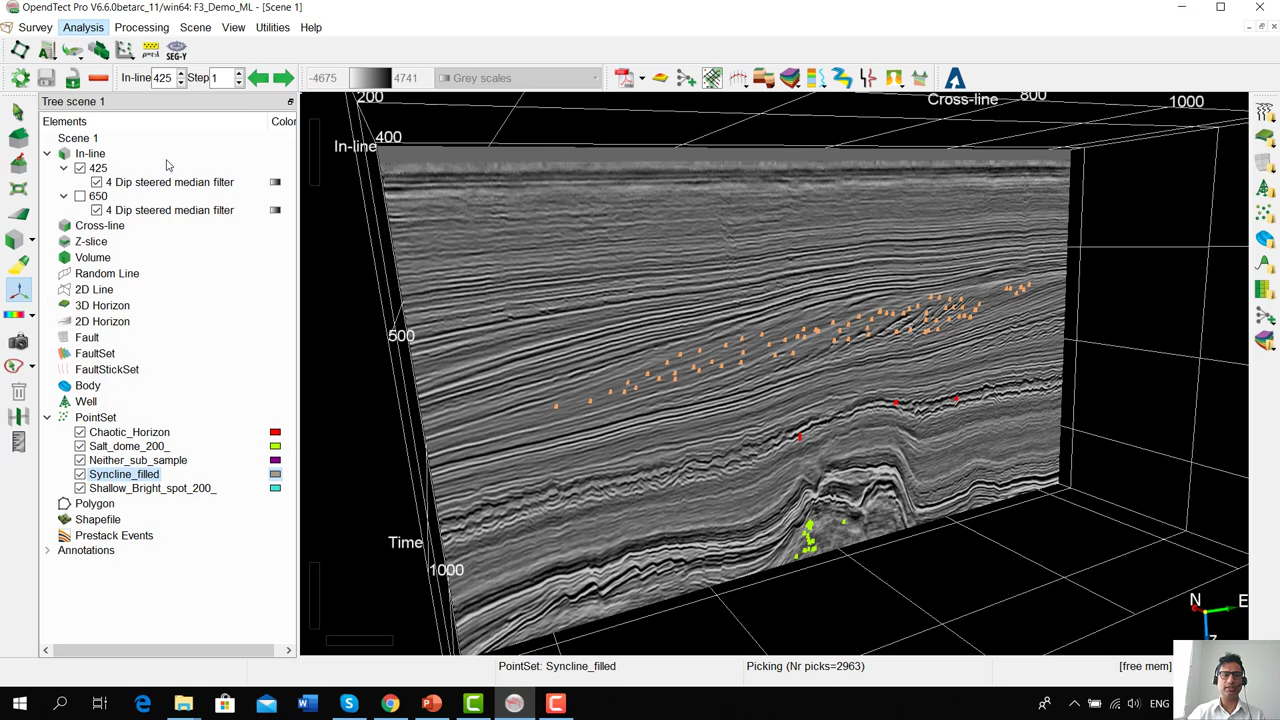 OpendTect Pro V6.6.0betarc_11/win64: F3_Demo_ML - [Scene 1]
Survey Analysis Processing Scene View Utilities Help
SEG-Y
In-line 425 Step 1 -4675 4741 Grey scales
Tree scene 1
Elements Color
Scene 1
In-line
425
4 Dip steered median filter
650
4 Dip steered median filter
Cross-line
Z-slice
Volume
Random Line
2D Line
3D Horizon
2D Horizon
Fault
FaultSet
FaultStickSet
Body
Well
PointSet
Chaotic_Horizon
Salt_dome_200_
Neither_sub_sample
Syncline_filled
Shallow_Bright_spot_200_
Polygon
Shapefile
Prestack Events
Annotations
200
Cross-line 800 1000
400
In-line
500
Time
1000
N E
Z
PointSet: Syncline_filled Picking (Nr picks=2963) [free mem]
ENG